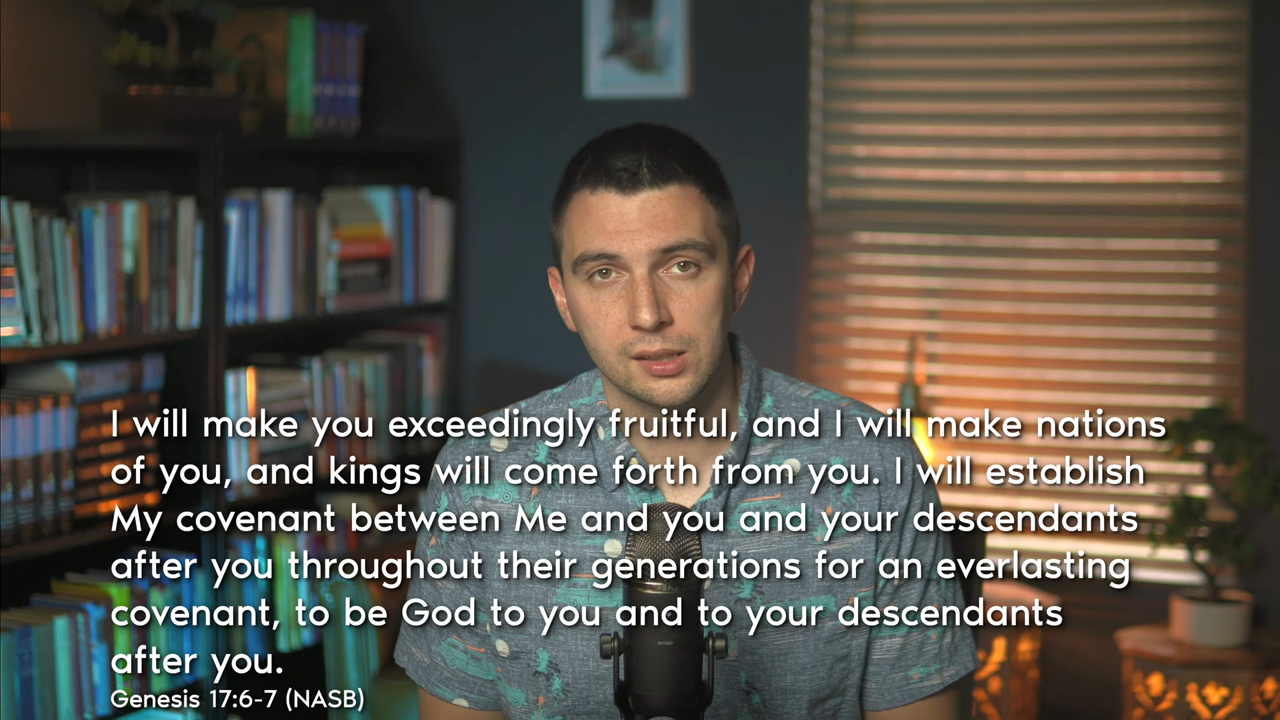 I will make you exceedingly fruitful, and I will make nations
of you, and kings will come forth from you. I will establish
My covenant between Me and you and your descendants
after you throughout their generations for an everlasting
covenant, to be God to you and to your descendants
after you.
Genesis 17:6-7 (NASB)